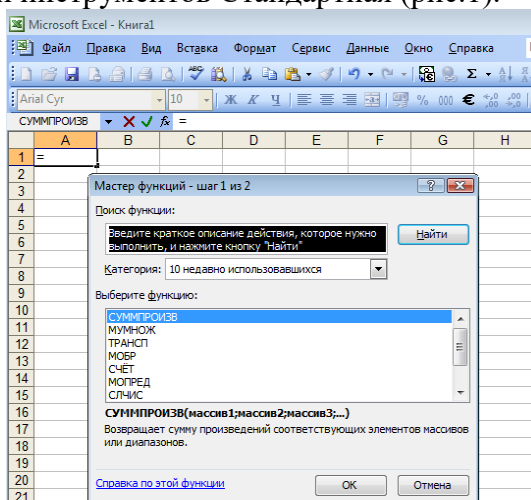 инструментов Стандартная (рис.1).
Microsoft Excel - Книга1
Файл Правка Вид Вставка Формат Сервис Данные Окно Справка
Arial Cyr 10 Ж К Ч % 000 €
СУММПРОИЗВ fx =
A B C D E F G H
1 =
2
3
4
5
6
7
8
9
10
11
12
13
14
15
16
17
18
19
20
21
Мастер функций - шаг 1 из 2
Поиск функции:
Введите краткое описание действия, которое нужно
выполнить, и нажмите кнопку "Найти"
Найти
Категория: 10 недавно использовавшихся
Выберите функцию:
СУММПРОИЗВ
МУМНОЖ
ТРАНСП
МОБР
СЧЁТ
МОПРЕД
СЛЧИС
СУММПРОИЗВ(массив1;массив2;массив3;...)
Возвращает сумму произведений соответствующих элементов массивов
или диапазонов.
Справка по этой функции
OK Отмена